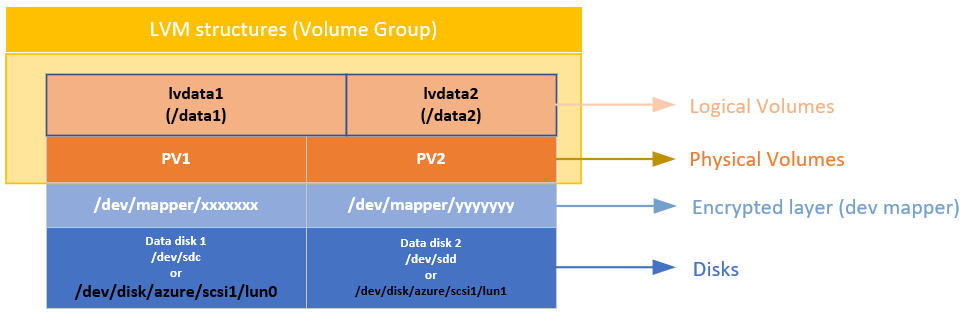 LVM structures (Volume Group)
lvdata1
(/data1)
lvdata2
(/data2)
Logical Volumes
PV1
PV2
Physical Volumes
/dev/mapper/xxxxxxx
/dev/mapper/yyyyyyy
Encrypted layer (dev mapper)
Data disk 1
/dev/sdc
or
/dev/disk/azure/scsi1/lun0
Data disk 2
/dev/sdd
or
/dev/disk/azure/scsi1/lun1
Disks